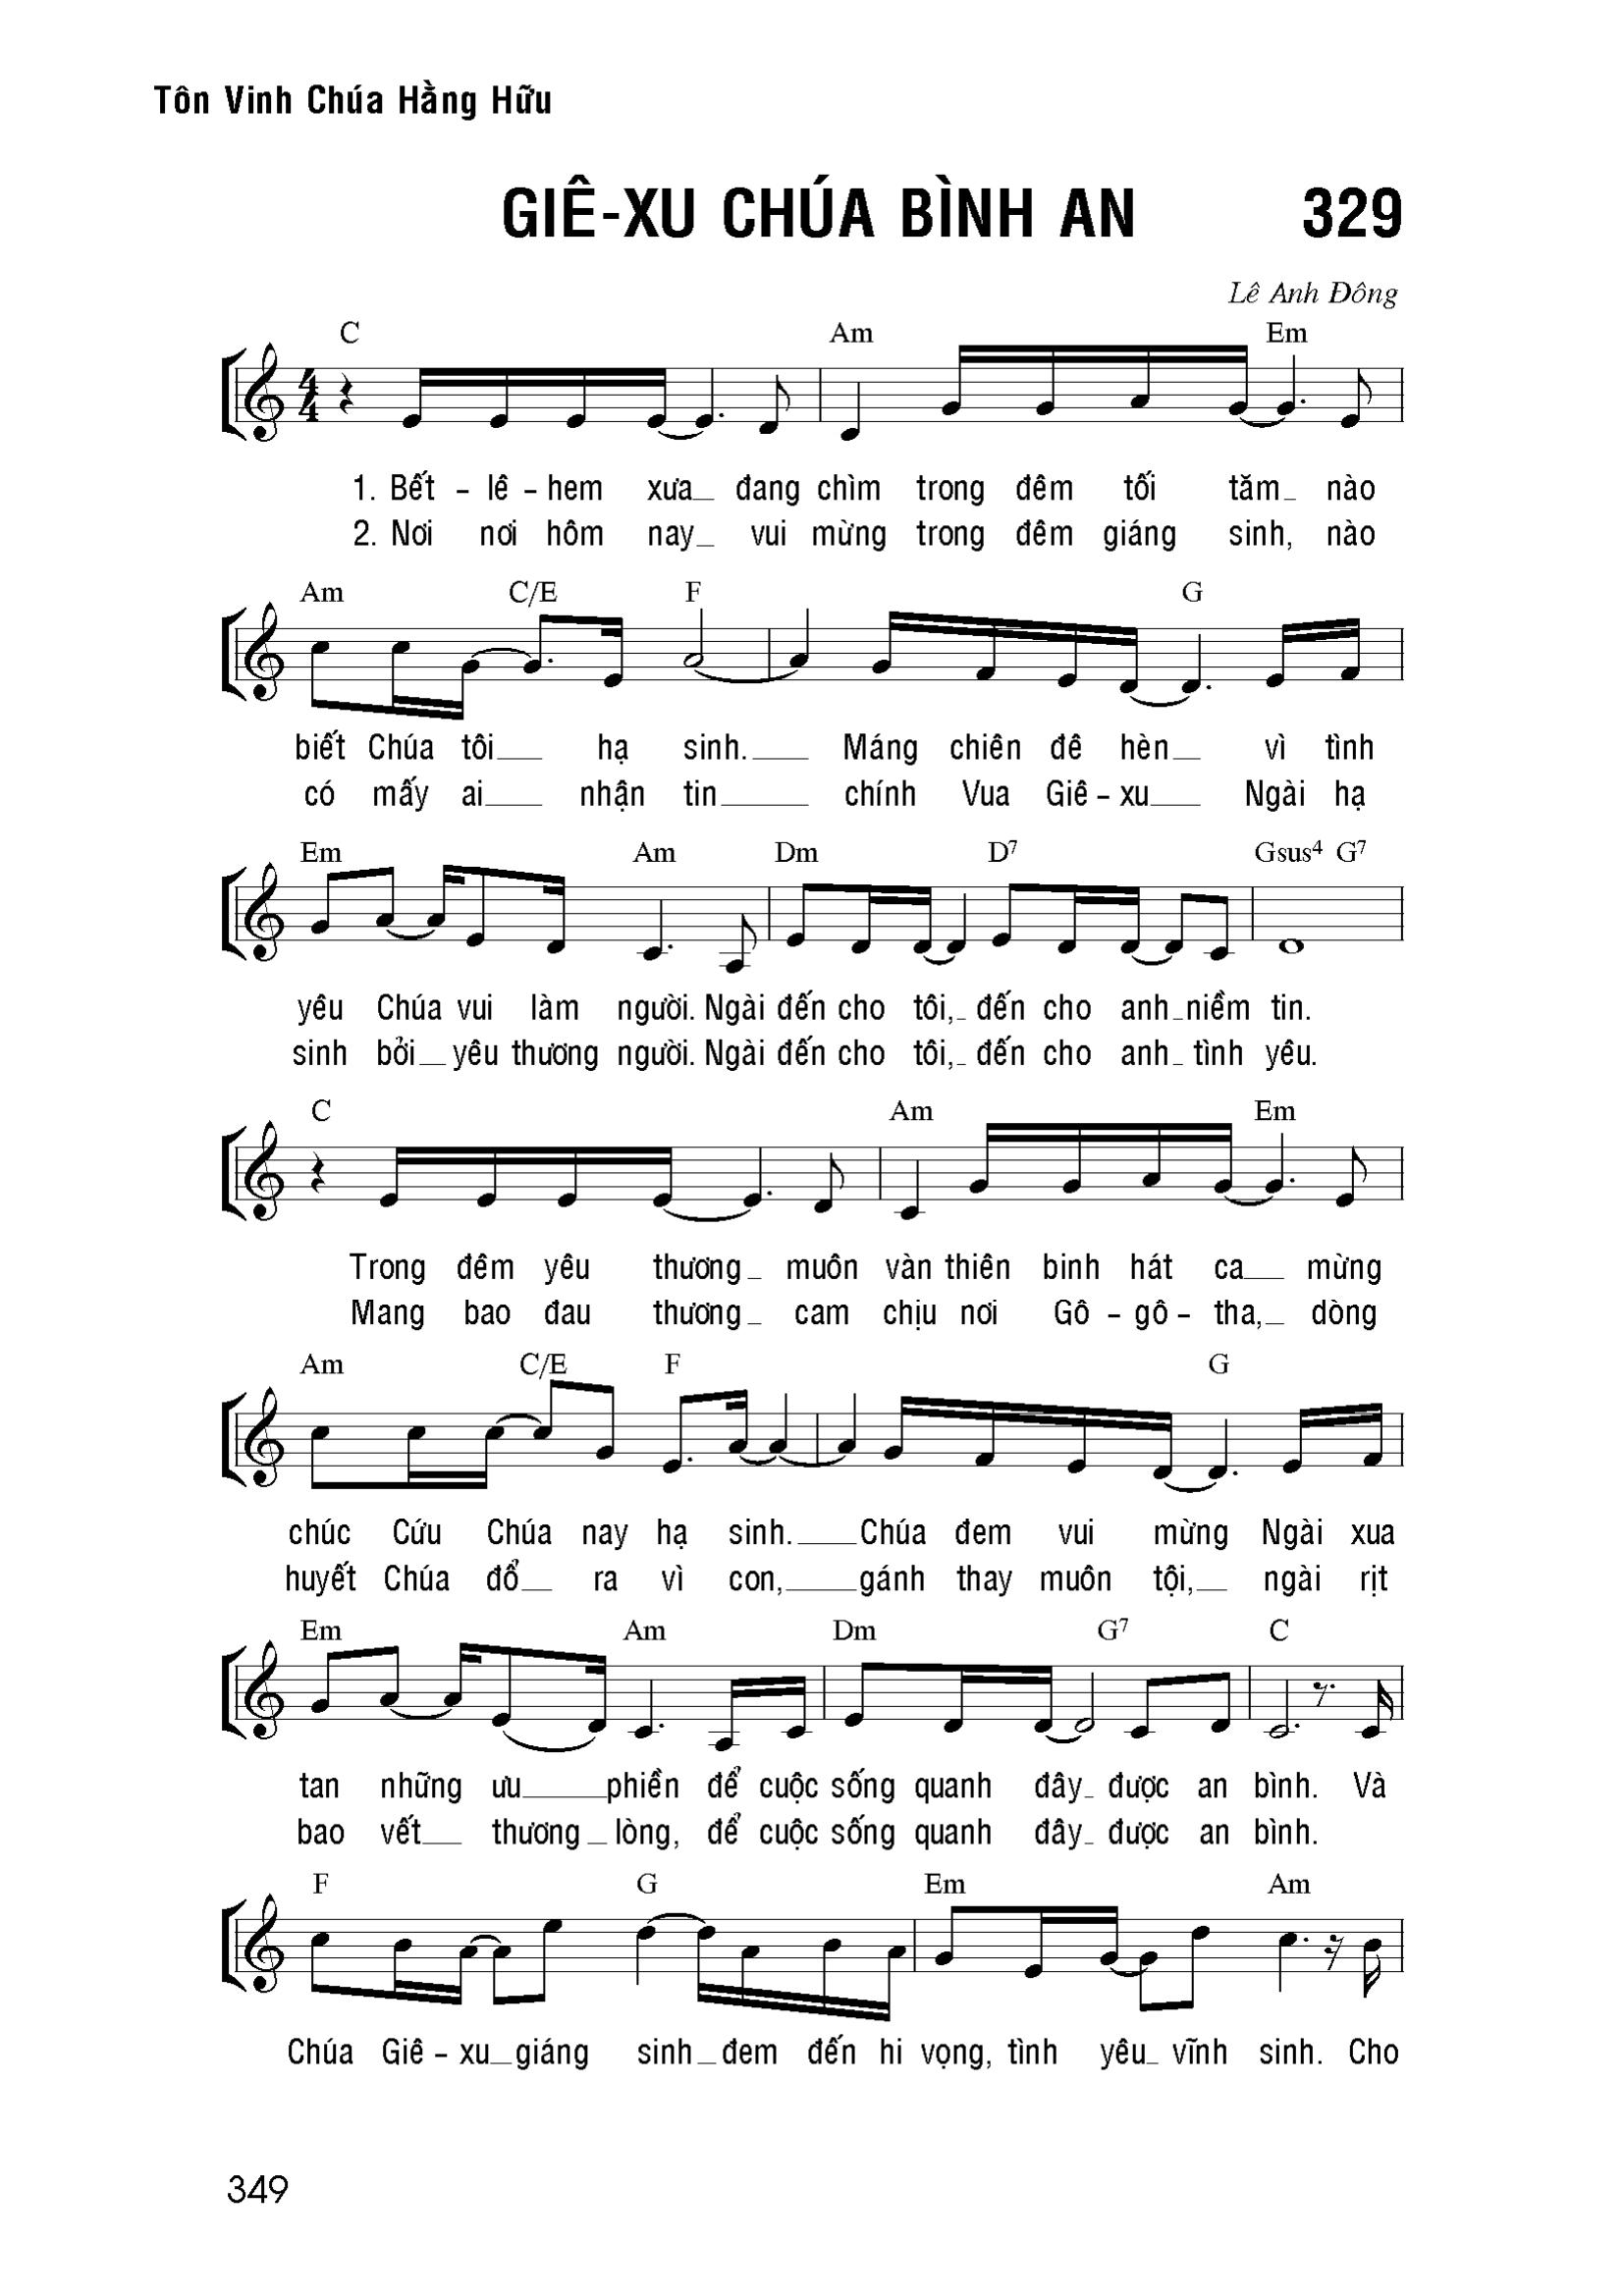 Tôn Vinh Chúa Hằng Hữu
GIÊ-XU CHÚA BÌNH AN 329
Lê Anh Đông
C Am Em
4
4
1. Bết - lê - hem xưa đang chìm trong đêm tối tăm nào
2. Nơi nơi hôm nay vui mừng trong đêm giáng sinh, nào
Am C/E F G
biết Chúa tôi hạ sinh. Máng chiên đê hèn vì tình
có mấy ai nhận tin chính Vua Giê - xu Ngài hạ
Em Am Dm D7 Gsus4 G7
yêu Chúa vui làm người. Ngài đến cho tôi, đến cho anh niềm tin.
sinh bởi yêu thương người. Ngài đến cho tôi, đến cho anh tình yêu.
C Am Em
Trong đêm yêu thương muôn vàn thiên binh hát ca mừng
Mang bao đau thương cam chịu nơi Gô - gô - tha, dòng
Am C/E F G
chúc Cứu Chúa nay hạ sinh. Chúa đem vui mừng Ngài xua
huyết Chúa đổ ra vì con, gánh thay muôn tội, ngài rịt
Em Am Dm G7 C
tan những ưu phiền để cuộc sống quanh đây được an bình. Và
bao vết thương lòng, để cuộc sống quanh đây được an bình.
F G Em Am
Chúa Giê - xu giáng sinh đem đến hi vọng, tình yêu vĩnh sinh. Cho
349